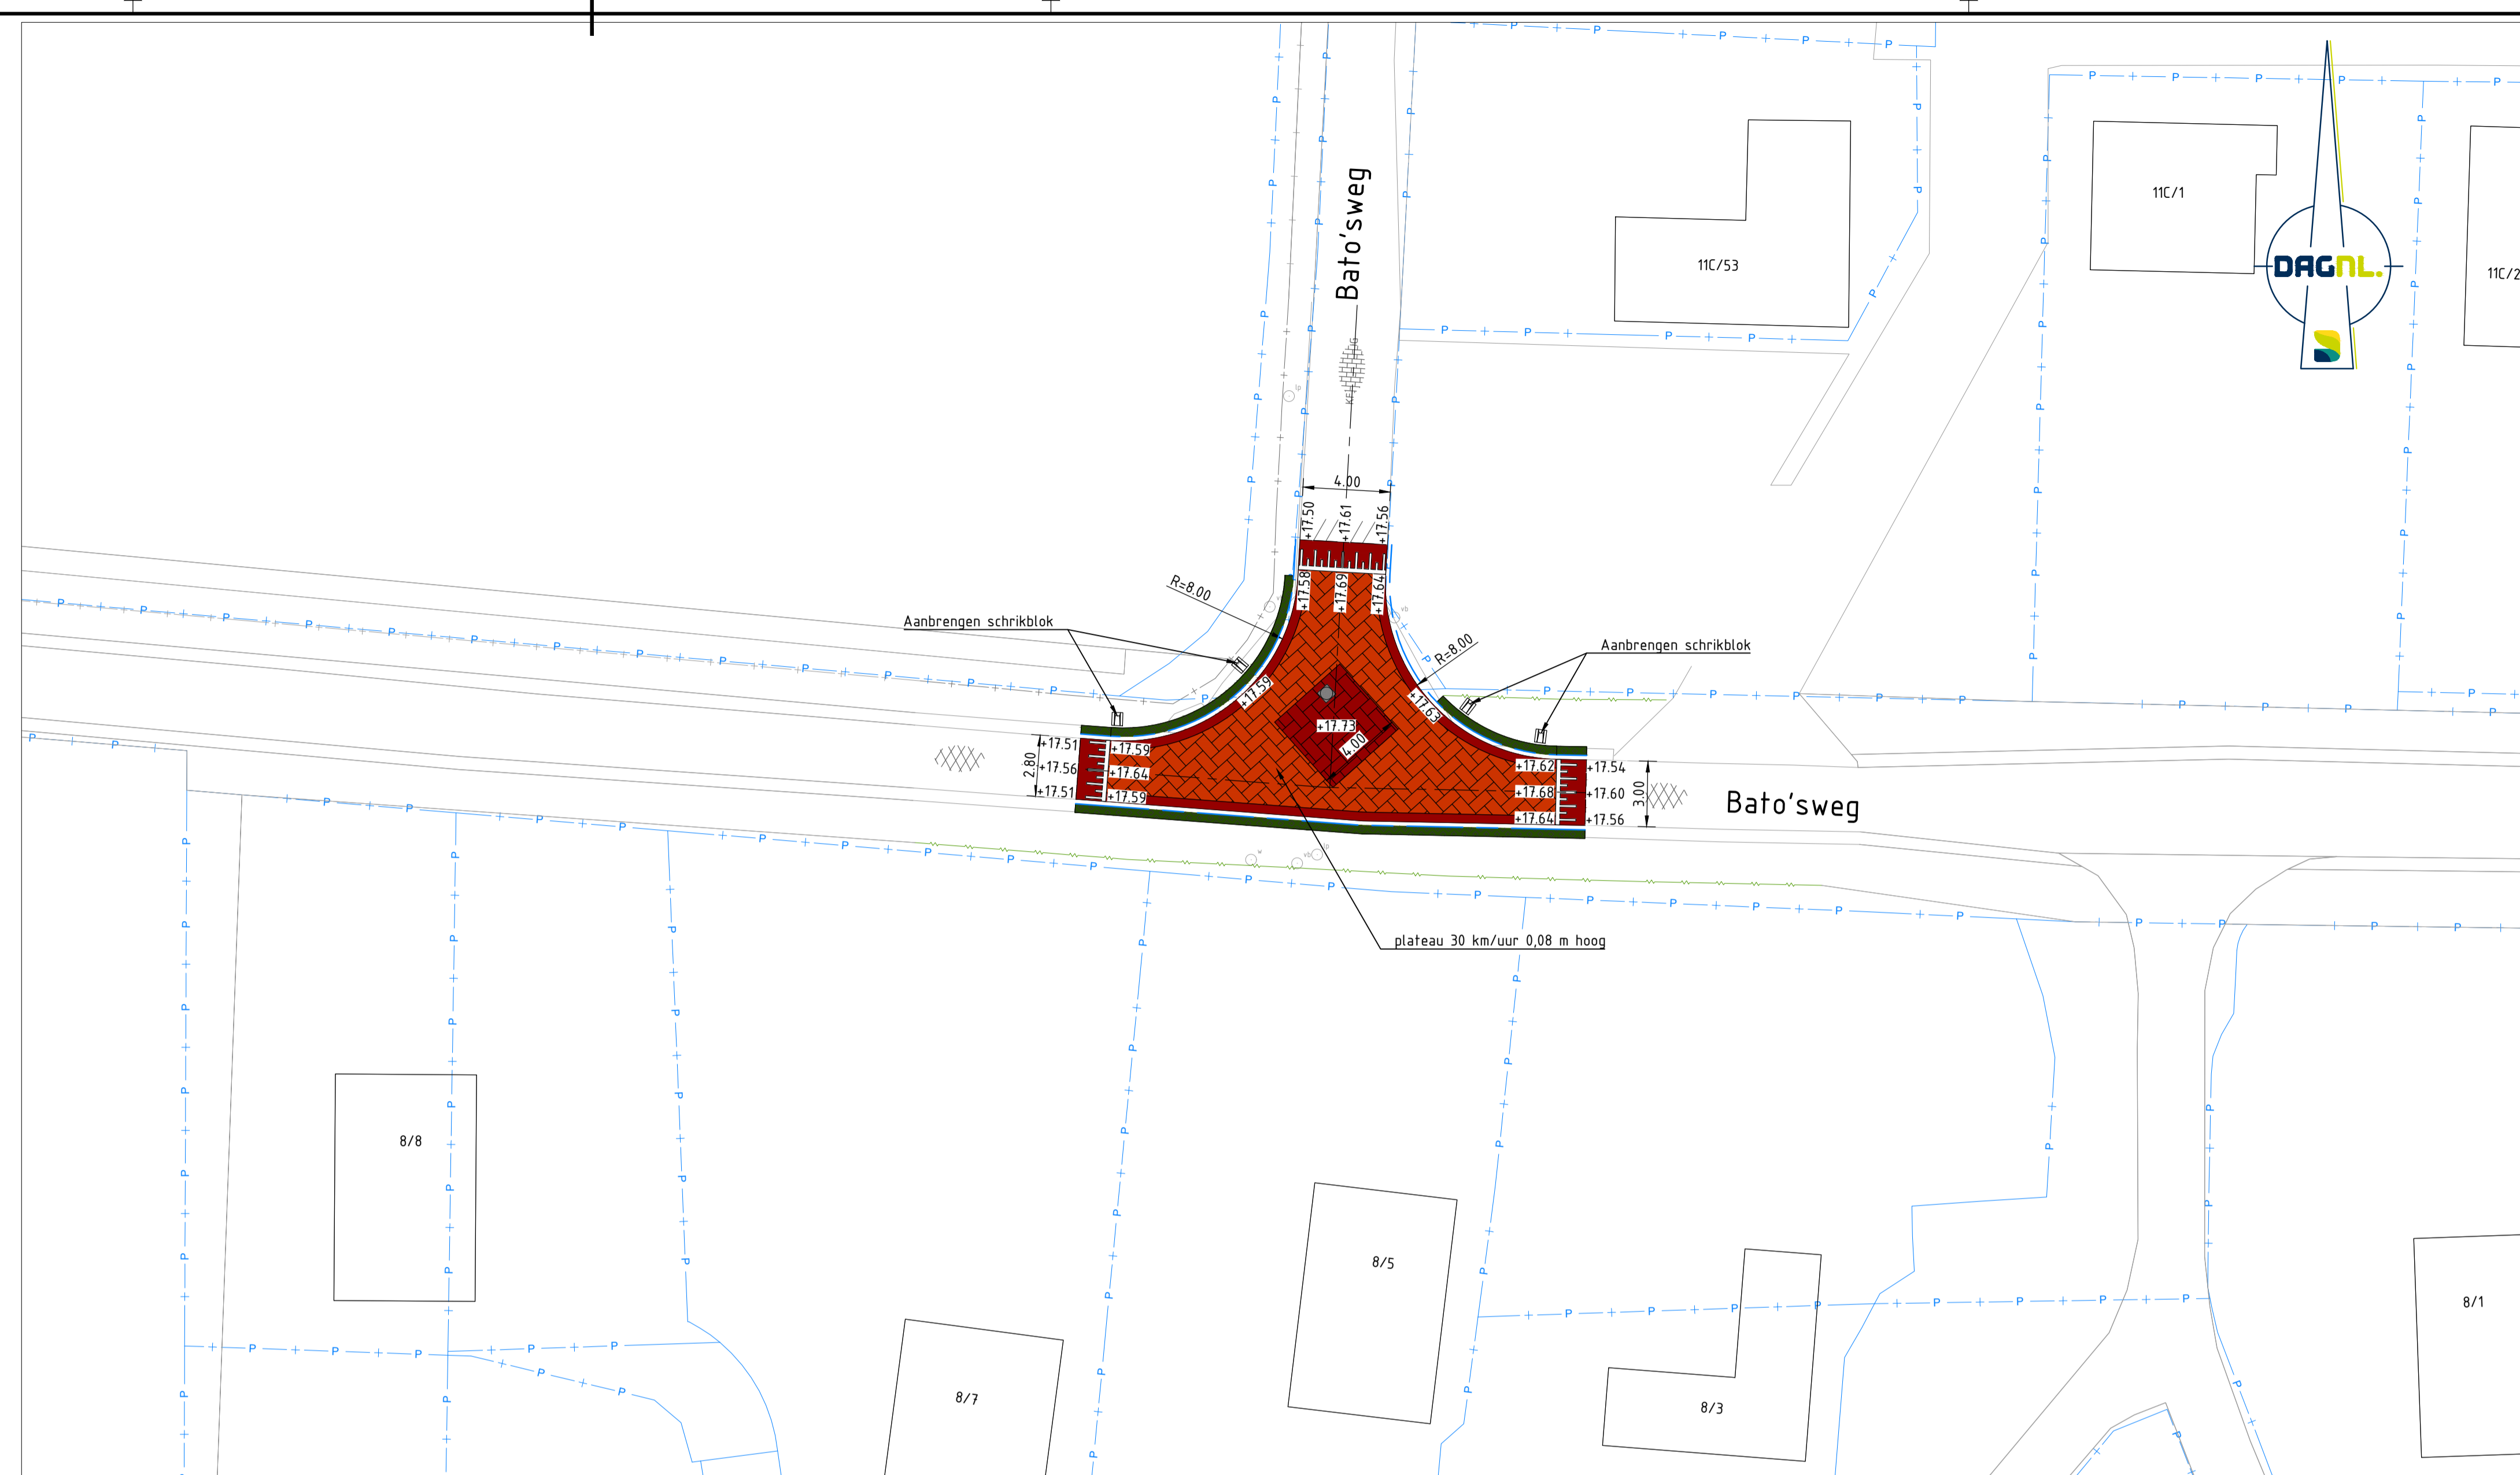 Bato'sweg
11C/53
11C/1
11C/2
DAGNL.
lp
4.00
+17.50
+17.61
+17.56
+17.58
+17.69
+17.64
R=8.00
vb
Aanbrengen schrikblok
R=8.00
Aanbrengen schrikblok
+17.59
+17.63
+17.73
4.00
2.80
+17.51
+17.59
+17.56
+17.64
+17.51
+17.59
+17.62
+17.54
+17.68
+17.60
+17.64
+17.56
3.00
Bato'sweg
w
vb
lp
plateau 30 km/uur 0,08 m hoog
8/8
8/5
8/7
8/3
8/1